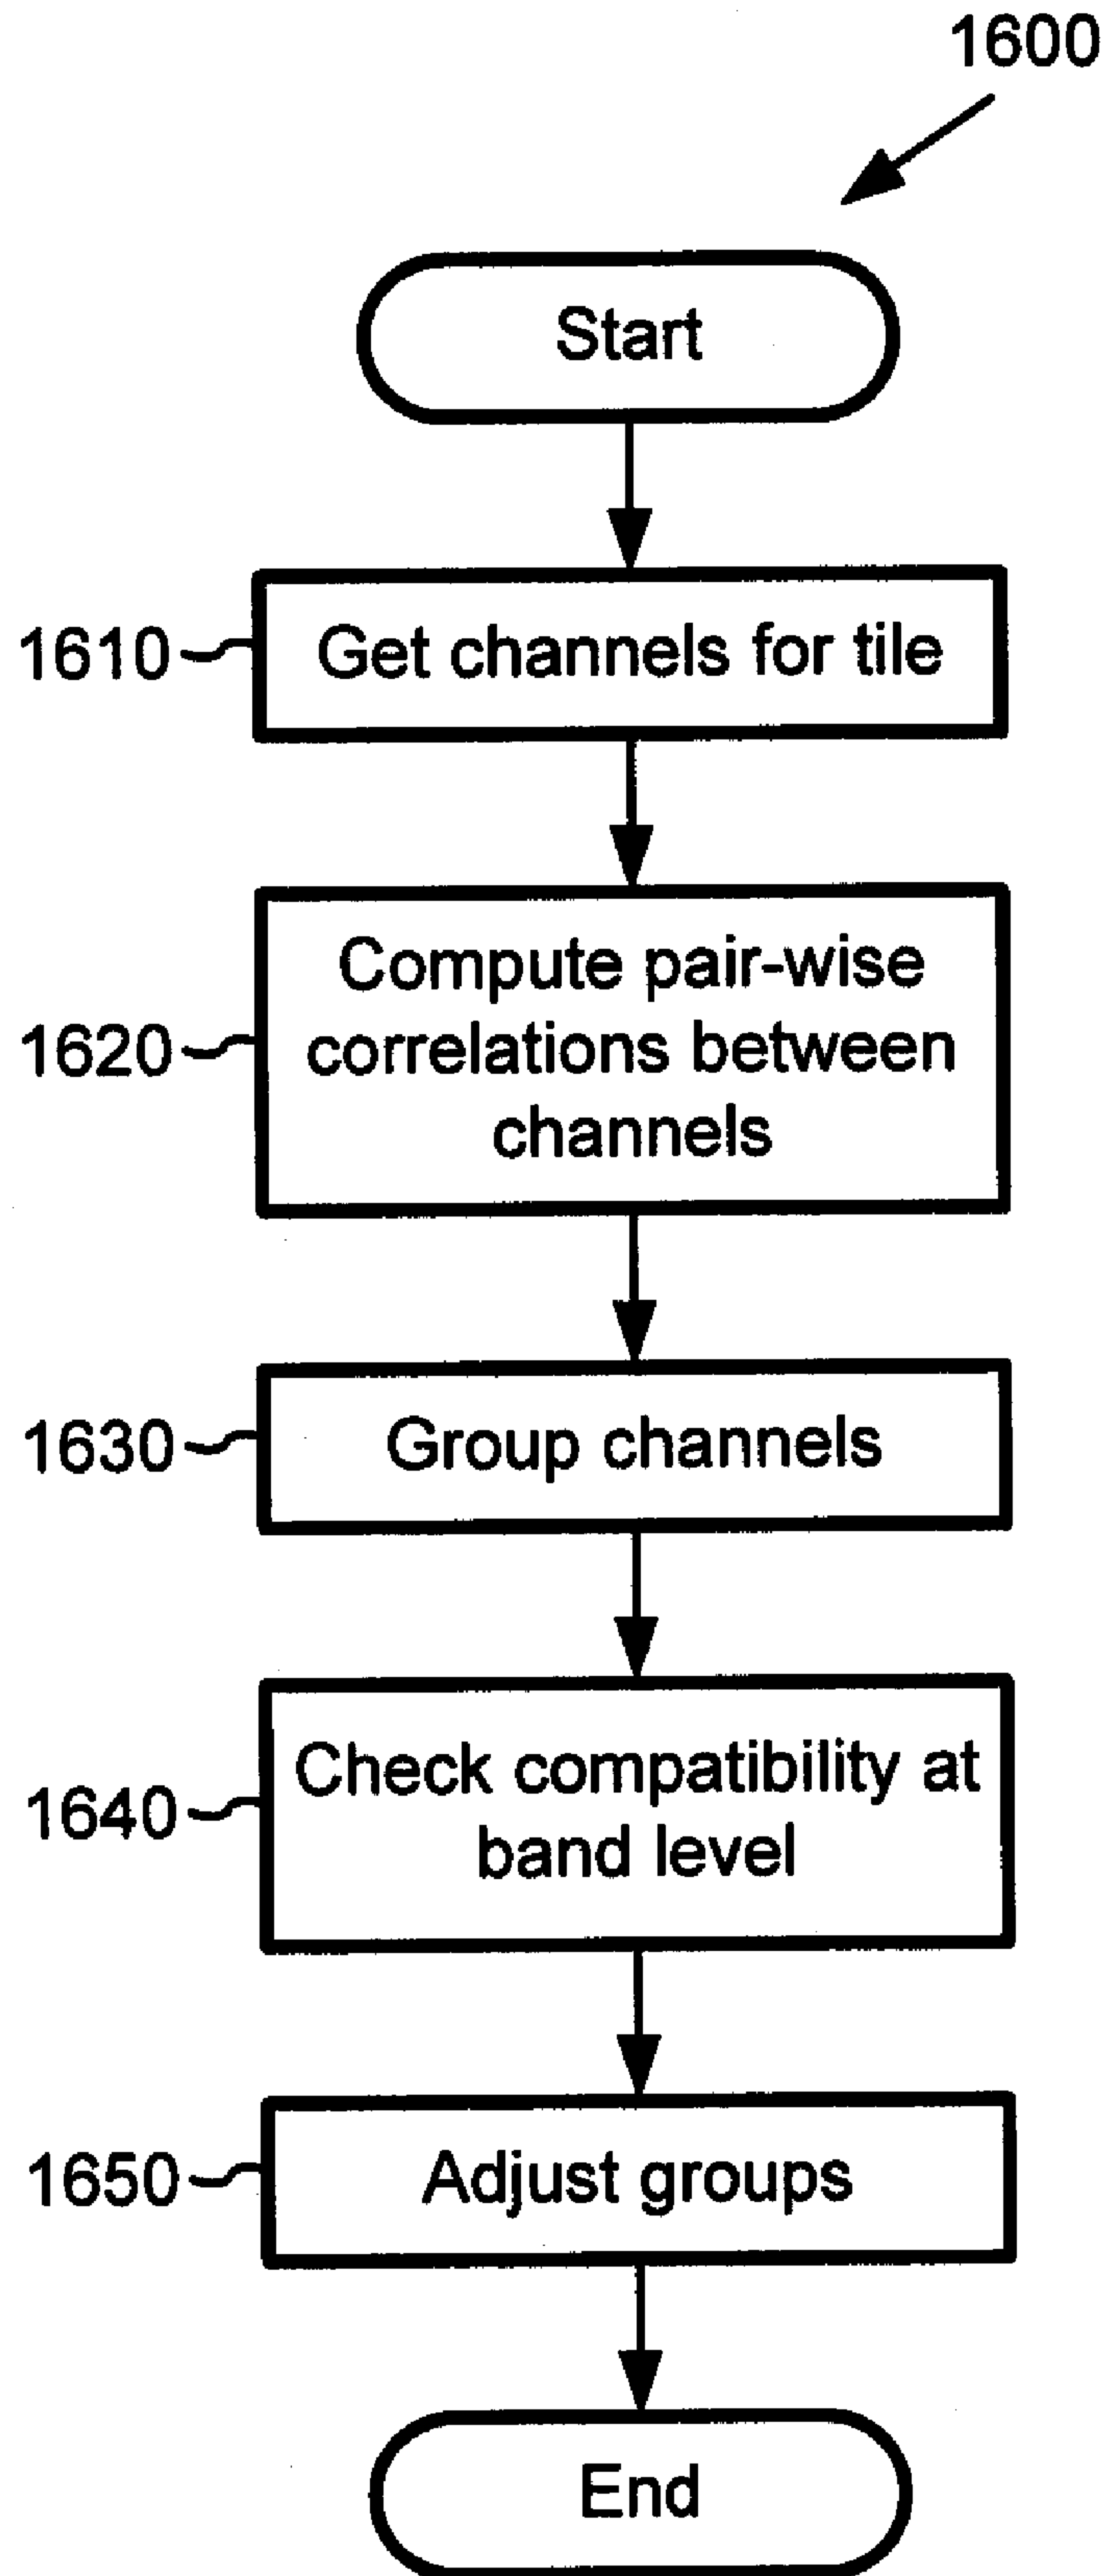 1600
Start
1610
Get channels for tile
1620
Compute pair-wise
correlations between
channels
1630
Group channels
1640
Check compatibility at
band level
1650
Adjust groups
End